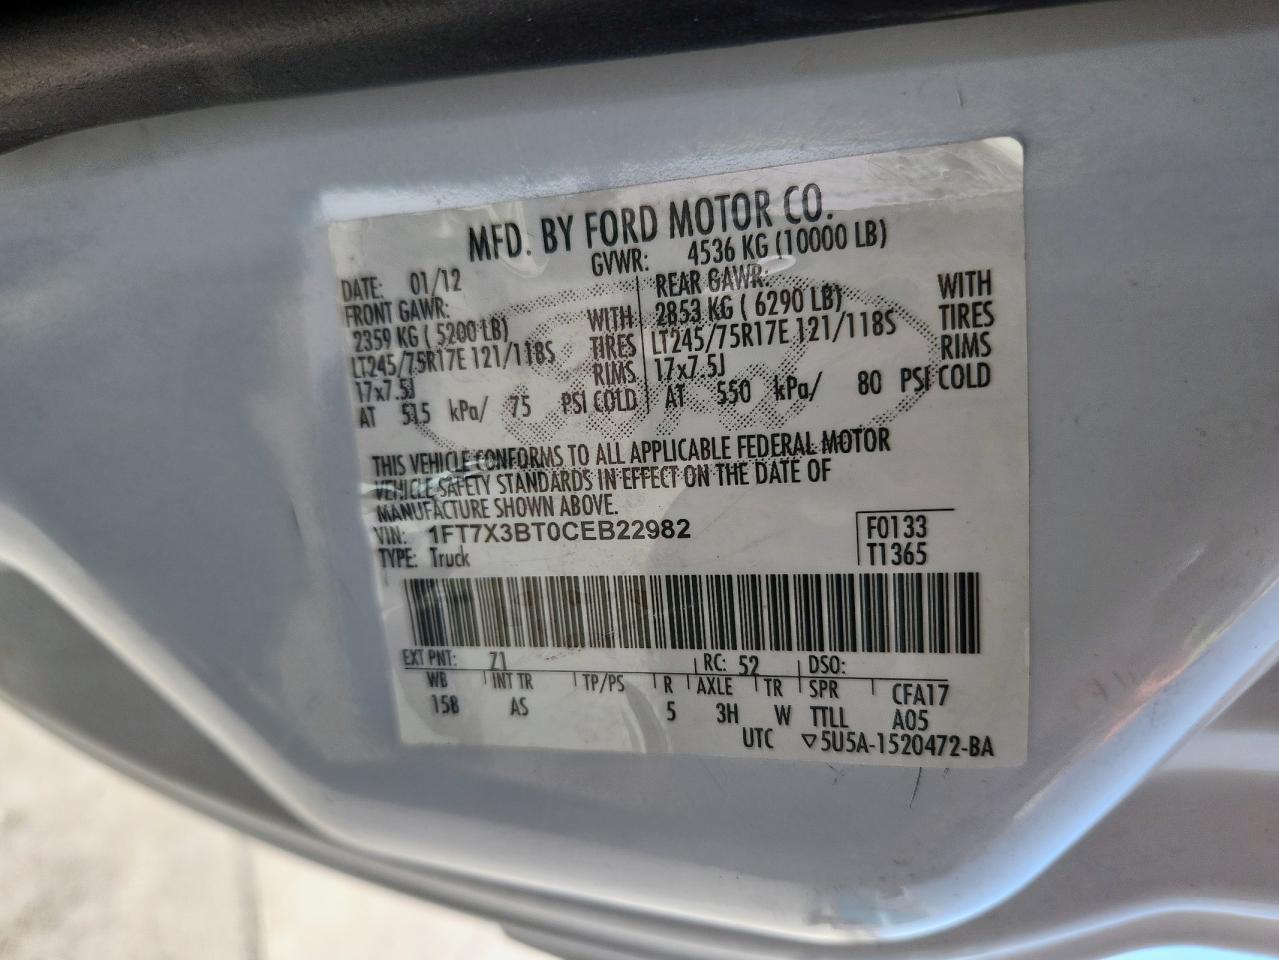 MFD. BY FORD MOTOR CO.
DATE: 01/12 GVWR: 4536 KG (10000 LB)
FRONT GAWR: REAR GAWR:
2359 KG ( 5200 LB) WITH 2853 KG ( 6290 LB) WITH
LT245/75R17E 121/118S TIRES LT245/75R17E 121/118S TIRES
17x7.5J RIMS 17x7.5J RIMS
AT 515 kPa/ 75 PSI COLD AT 550 kPa/ 80 PSI COLD
THIS VEHICLE CONFORMS TO ALL APPLICABLE FEDERAL MOTOR
VEHICLE SAFETY STANDARDS IN EFFECT ON THE DATE OF
MANUFACTURE SHOWN ABOVE.
VIN: 1FT7X3BT0CEB22982 F0133
TYPE: Truck T1365
EXT PNT: Z1 RC: 52 DSO:
WB INT TR TP/PS R AXLE TR SPR CFA17
158 AS 5 3H W TTLL A05
UTC ▽5U5A-1520472-BA